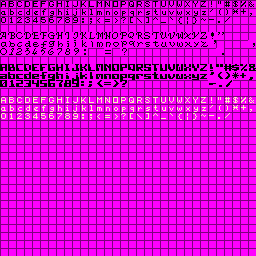 ABCDEFGHIJKLMNOPQRSTUVWXYZ!"#$%&
abcdefghijklmnopqrstuvwxyz'()*+,
0123456789:;<=>?[\]^_`{|}~-./
ABCDEFGHIJKLMNOPQRSTUVWXYZ!"
abcdefghijklmnopqrstuvwxyz
0123456789
ABCDEFGHIJKLMNOPQRSTUVWXYZ!"#$%&
abcdefghijklmnopqrstuvwxyz'()*+,
0123456789:;<=>? -./
ABCDEFGHIJKLMNOPQRSTUVWXYZ!"#$%&
abcdefghijklmnopqrstuvwxyz'()*+,
0123456789:;<=>?[\]^_`{|}~-./